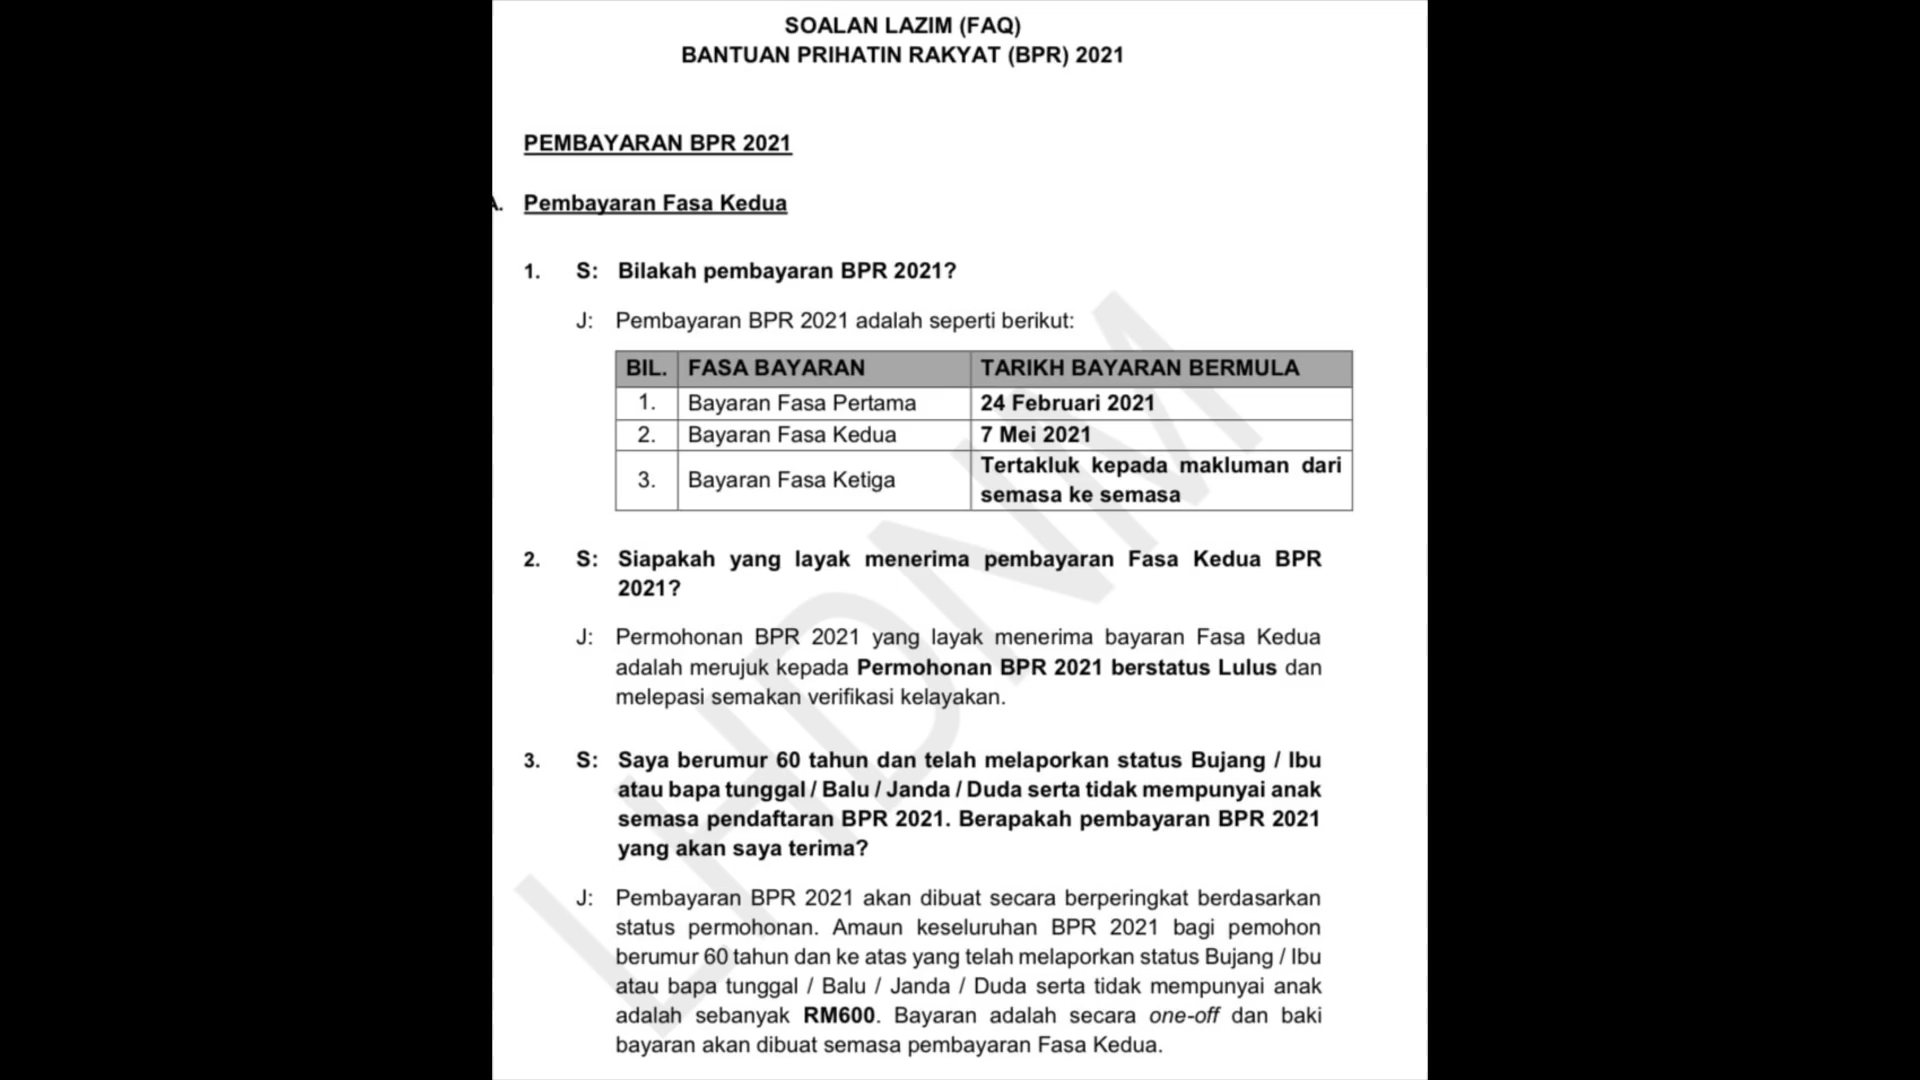 SOALAN LAZIM (FAQ)
BANTUAN PRIHATIN RAKYAT (BPR) 2021
PEMBAYARAN BPR 2021
A. Pembayaran Fasa Kedua
1. S: Bilakah pembayaran BPR 2021?
J: Pembayaran BPR 2021 adalah seperti berikut:
BIL. FASA BAYARAN TARIKH BAYARAN BERMULA
1. Bayaran Fasa Pertama 24 Februari 2021
2. Bayaran Fasa Kedua 7 Mei 2021
3. Bayaran Fasa Ketiga Tertakluk kepada makluman dari
semasa ke semasa
2. S: Siapakah yang layak menerima pembayaran Fasa Kedua BPR
2021?
J: Permohonan BPR 2021 yang layak menerima bayaran Fasa Kedua
adalah merujuk kepada Permohonan BPR 2021 berstatus Lulus dan
melepasi semakan verifikasi kelayakan.
3. S: Saya berumur 60 tahun dan telah melaporkan status Bujang / Ibu
atau bapa tunggal / Balu / Janda / Duda serta tidak mempunyai anak
semasa pendaftaran BPR 2021. Berapakah pembayaran BPR 2021
yang akan saya terima?
J: Pembayaran BPR 2021 akan dibuat secara berperingkat berdasarkan
status permohonan. Amaun keseluruhan BPR 2021 bagi pemohon
berumur 60 tahun dan ke atas yang telah melaporkan status Bujang / Ibu
atau bapa tunggal / Balu / Janda / Duda serta tidak mempunyai anak
adalah sebanyak RM600. Bayaran adalah secara one-off dan baki
bayaran akan dibuat semasa pembayaran Fasa Kedua.
LHDNM